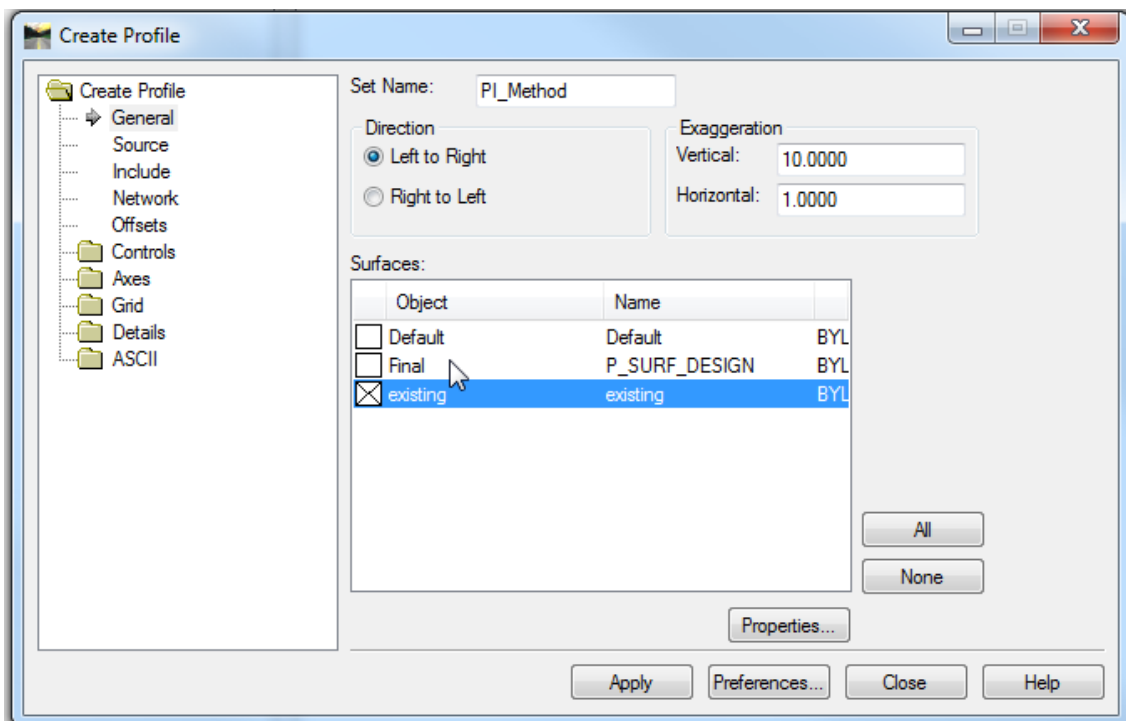 Create Profile
Create Profile
General
Source
Include
Network
Offsets
Controls
Axes
Grid
Details
ASCII
Set Name: PI_Method
Direction
Left to Right
Right to Left
Exaggeration
Vertical: 10.0000
Horizontal: 1.0000
Surfaces:
Object Name
Default Default BYL
Final P_SURF_DESIGN BYL
existing existing BYL
All
None
Properties...
Apply Preferences... Close Help